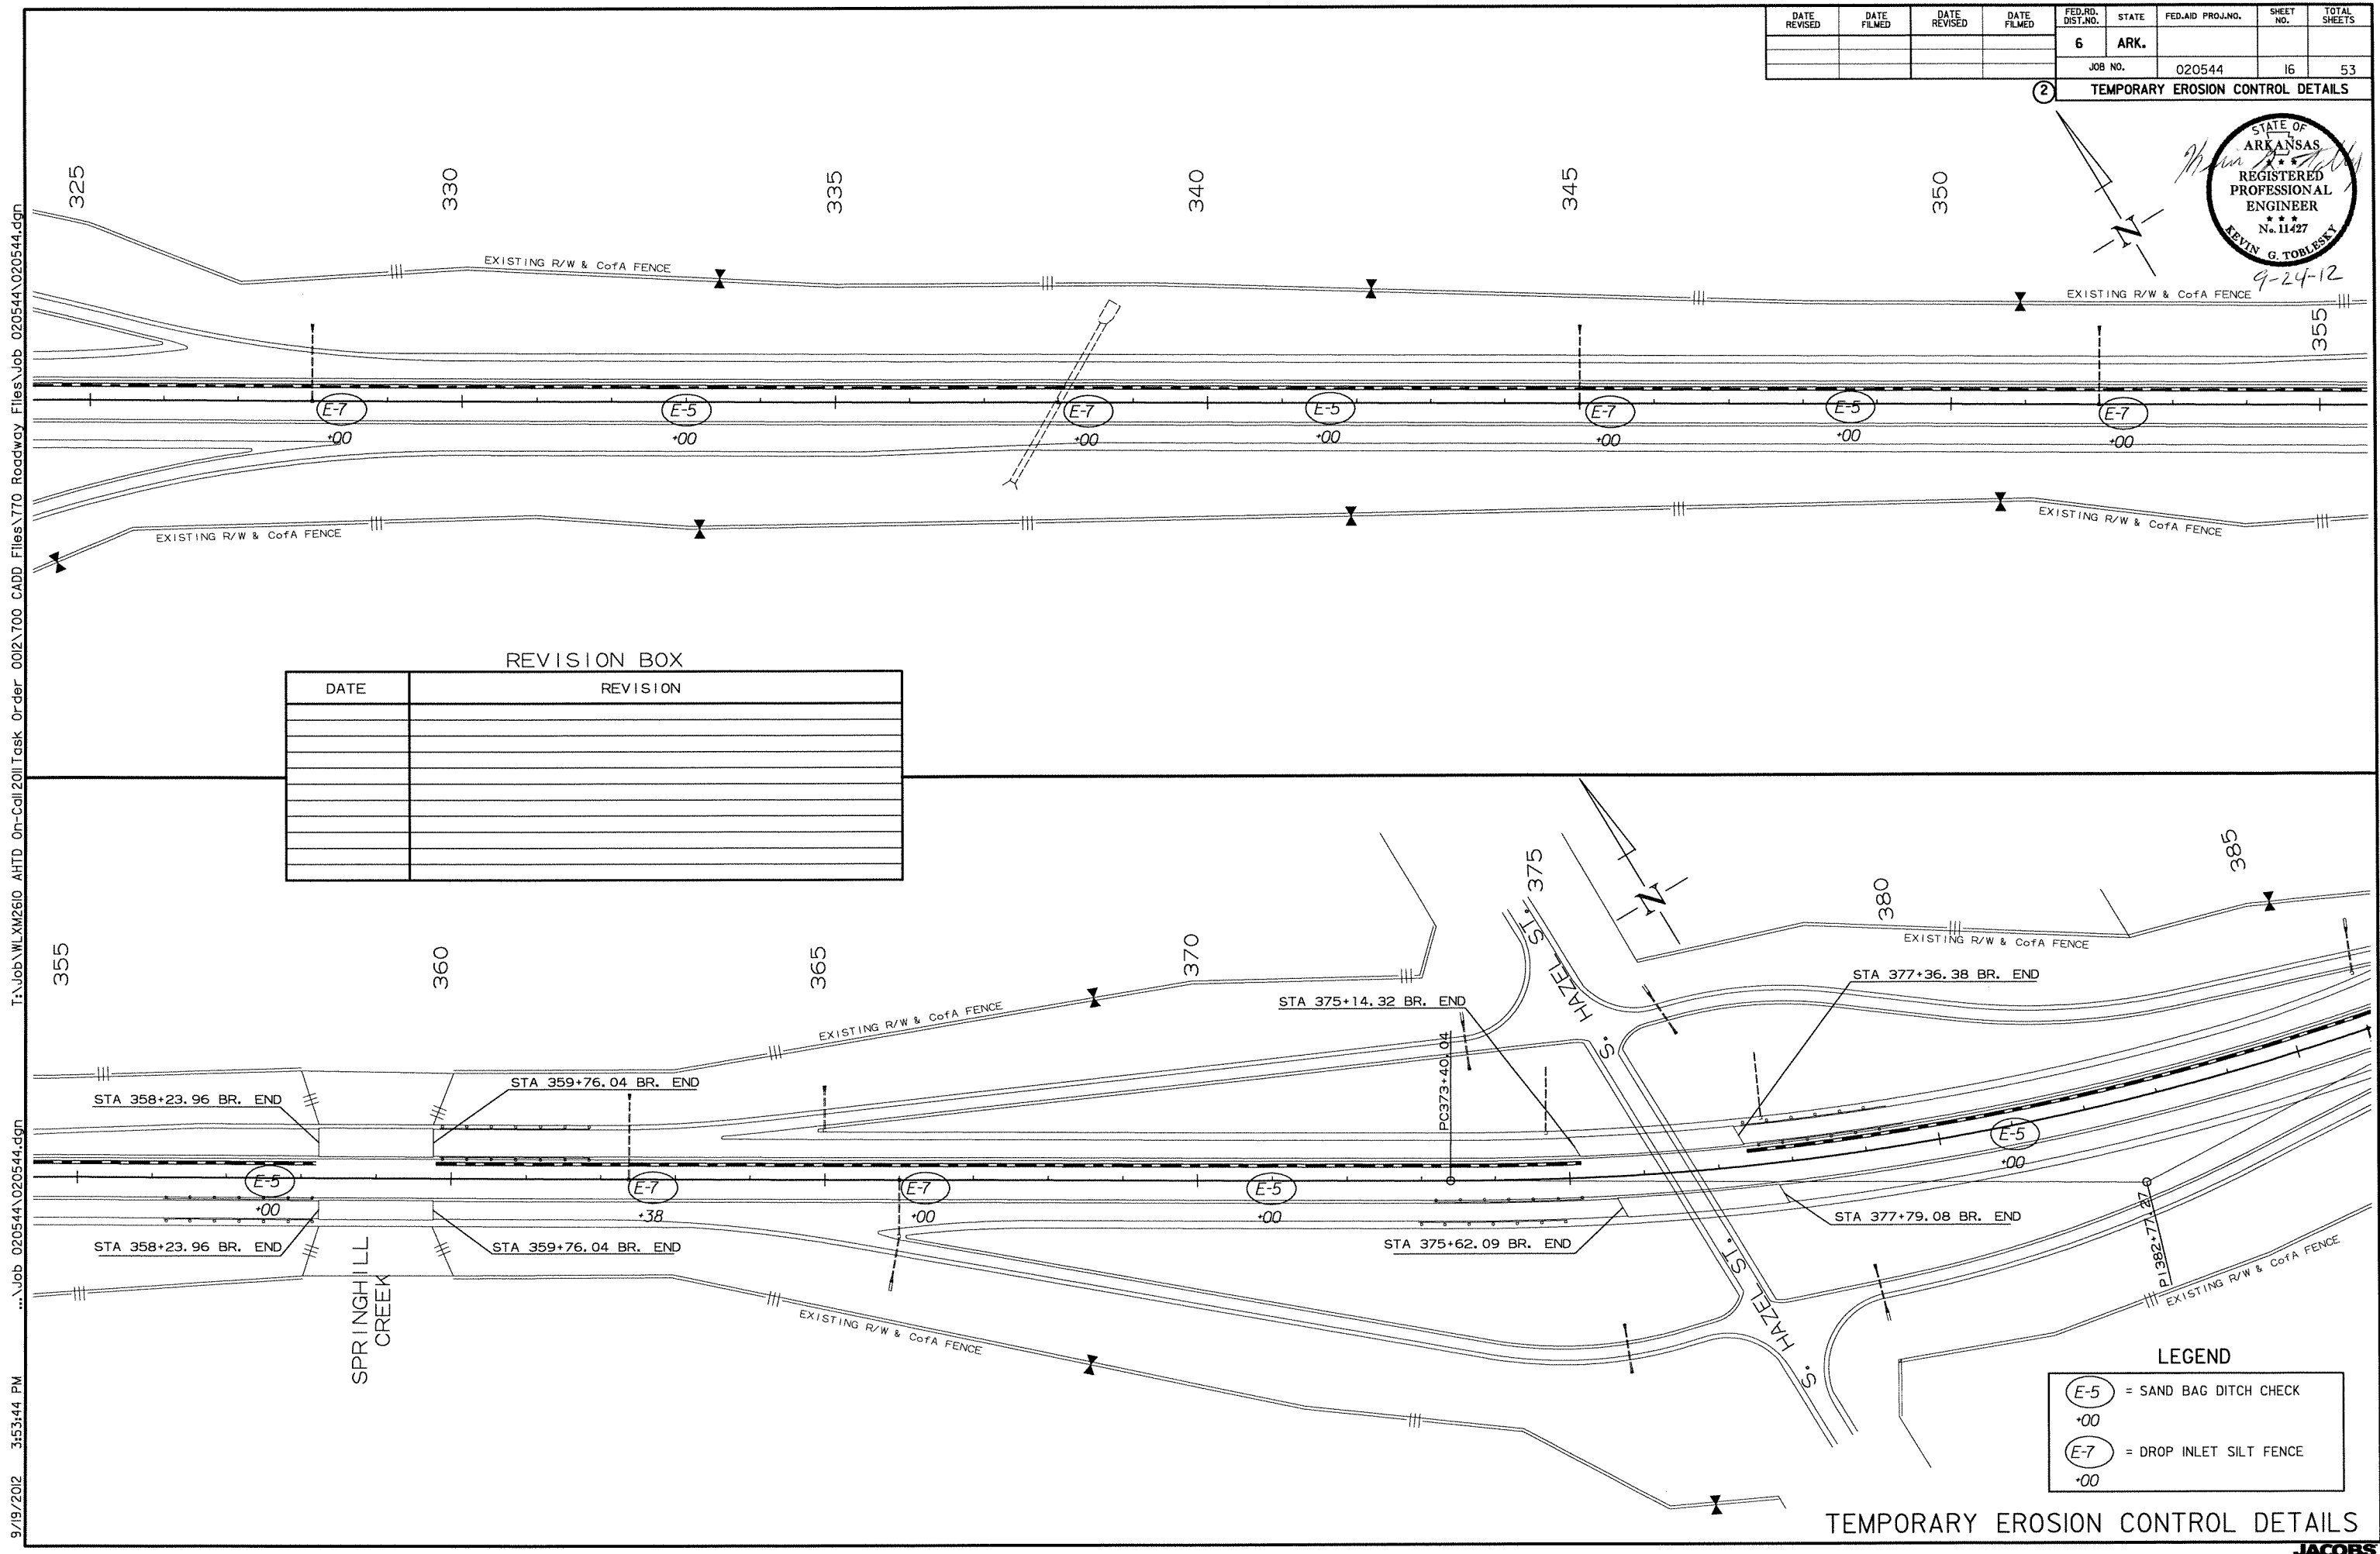 DATE REVISED
DATE FILMED
DATE REVISED
DATE FILMED
FED.RD. DIST.NO.
STATE
FED.AID PROJ.NO.
SHEET NO.
TOTAL SHEETS
6
ARK.
JOB NO.
020544
16
53
2
TEMPORARY EROSION CONTROL DETAILS
STATE OF
ARKANSAS
★ ★ ★
REGISTERED
PROFESSIONAL
ENGINEER
★ ★ ★
No. 11427
KEVIN G. TOBLESKY
9-24-12
N
325
330
335
340
345
350
355
EXISTING R/W & CofA FENCE
EXISTING R/W & CofA FENCE
E-7
+00
E-5
+00
E-7
+00
E-5
+00
E-7
+00
E-5
+00
E-7
+00
EXISTING R/W & CofA FENCE
EXISTING R/W & CofA FENCE
REVISION BOX
DATE
REVISION
355
360
365
370
375
380
385
N
EXISTING R/W & CofA FENCE
EXISTING R/W & CofA FENCE
S. HAZEL ST.
STA 377+36.38 BR. END
STA 375+14.32 BR. END
PC373+40.04
STA 358+23.96 BR. END
STA 359+76.04 BR. END
E-5
+00
E-7
+38
E-7
+00
E-5
+00
E-5
+00
STA 358+23.96 BR. END
STA 359+76.04 BR. END
STA 375+62.09 BR. END
STA 377+79.08 BR. END
PI382+77.27
SPRINGHILL
CREEK
S. HAZEL ST.
EXISTING R/W & CofA FENCE
EXISTING R/W & CofA FENCE
LEGEND
E-5 = SAND BAG DITCH CHECK
+00
E-7 = DROP INLET SILT FENCE
+00
TEMPORARY EROSION CONTROL DETAILS
JACOBS
T:\Job\WLXM2610 AHTD On-Call 2011 Task Order 0012\700 CADD Files\770 Roadway Files\Job 020544\020544.dgn
9/19/2012 3:53:44 PM ...\Job 020544\020544.dgn